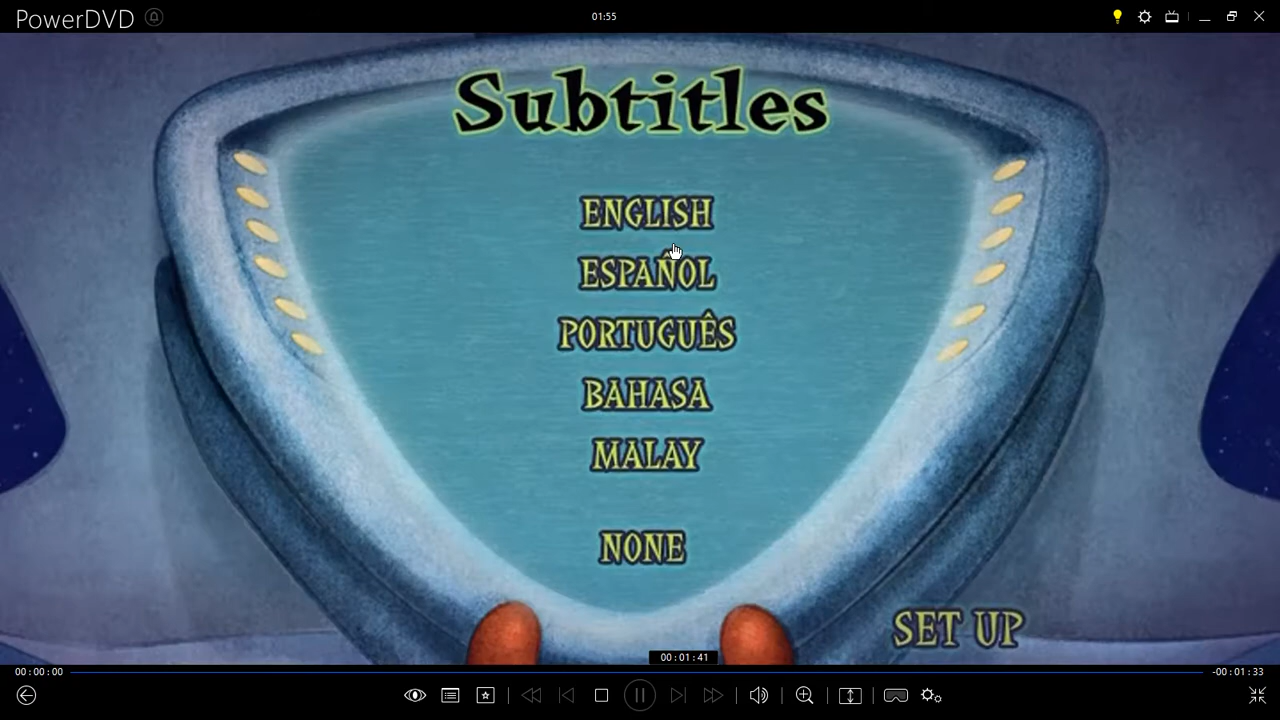 PowerDVD
01:55
Subtitles
ENGLISH
ESPAÑOL
PORTUGUÊS
BAHASA
MALAY
NONE
SET UP
00:01:41
00:00:00
-00:01:33